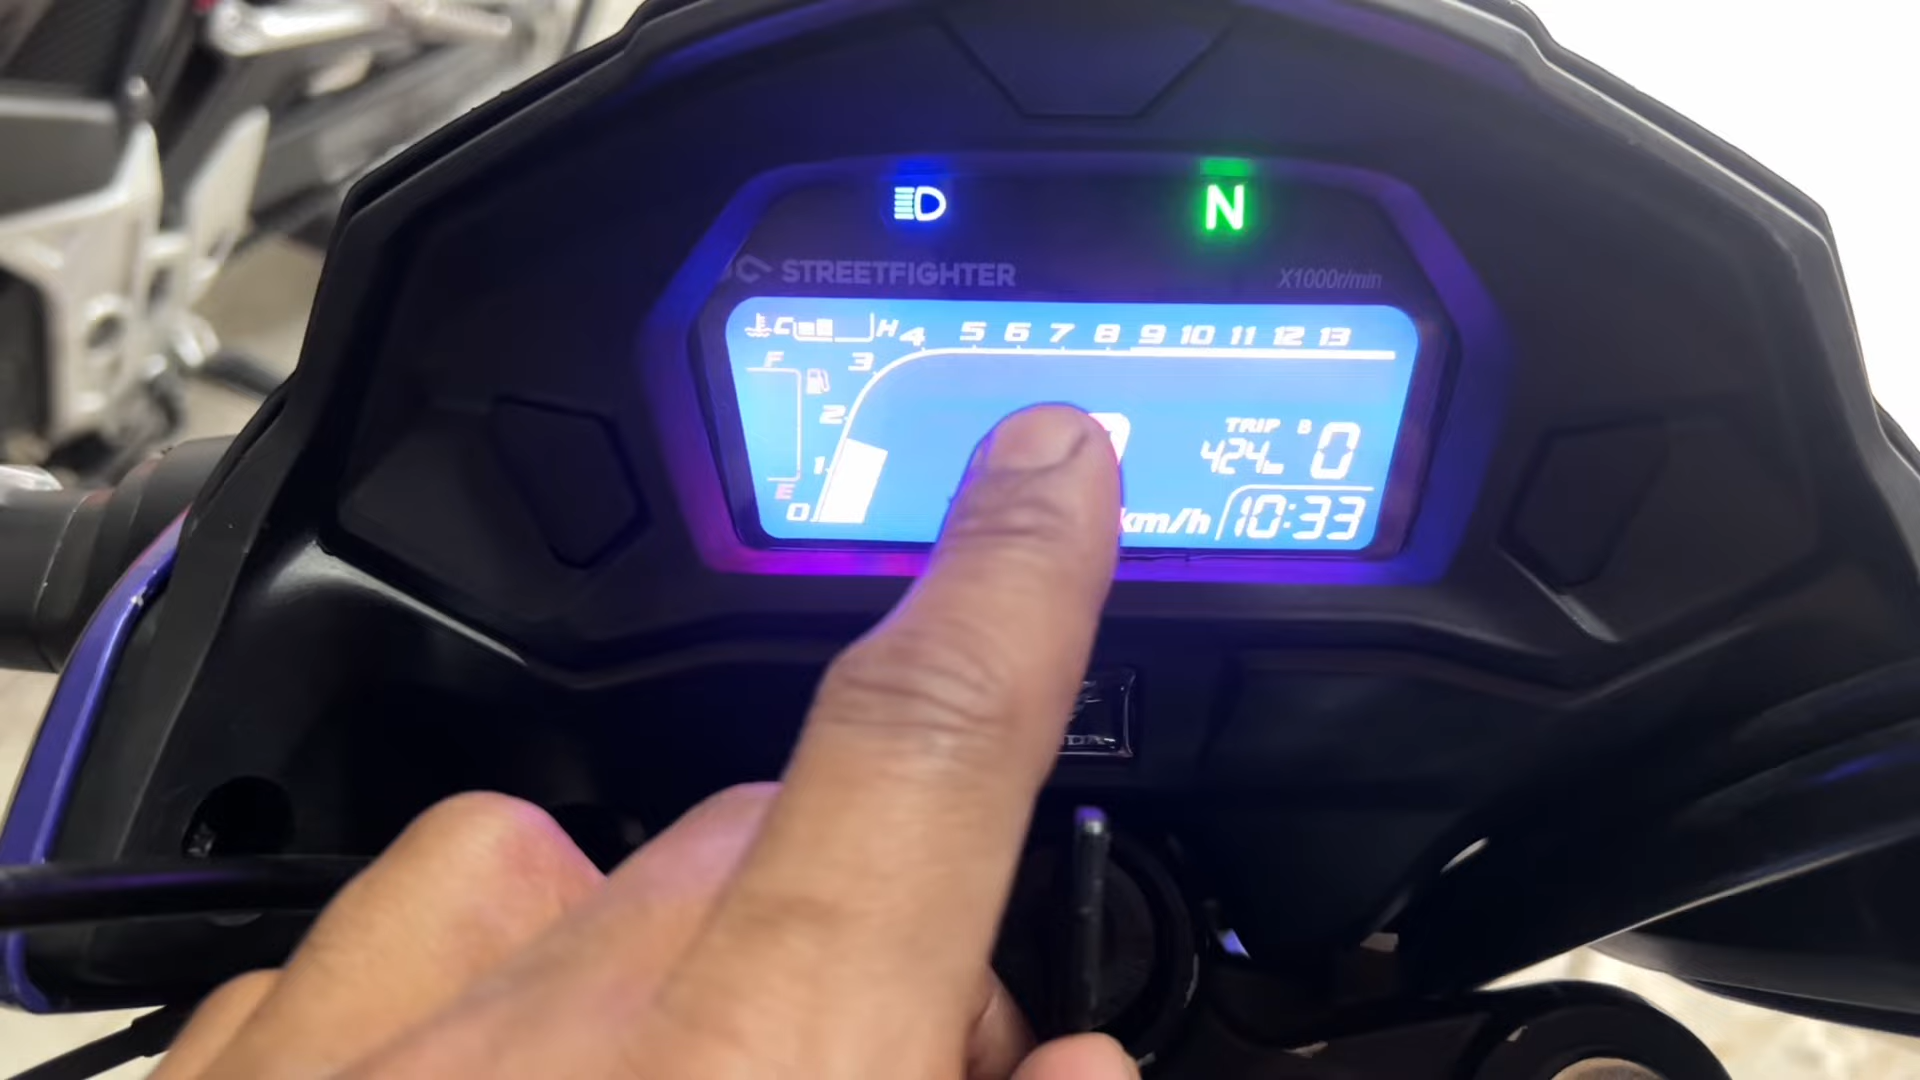 N
STREETFIGHTER
X1000r/min
C H
4 5 6 7 8 9 10 11 12 13
F
3
2
TRIP B
424km 0
1
E
0
km/h 10:33